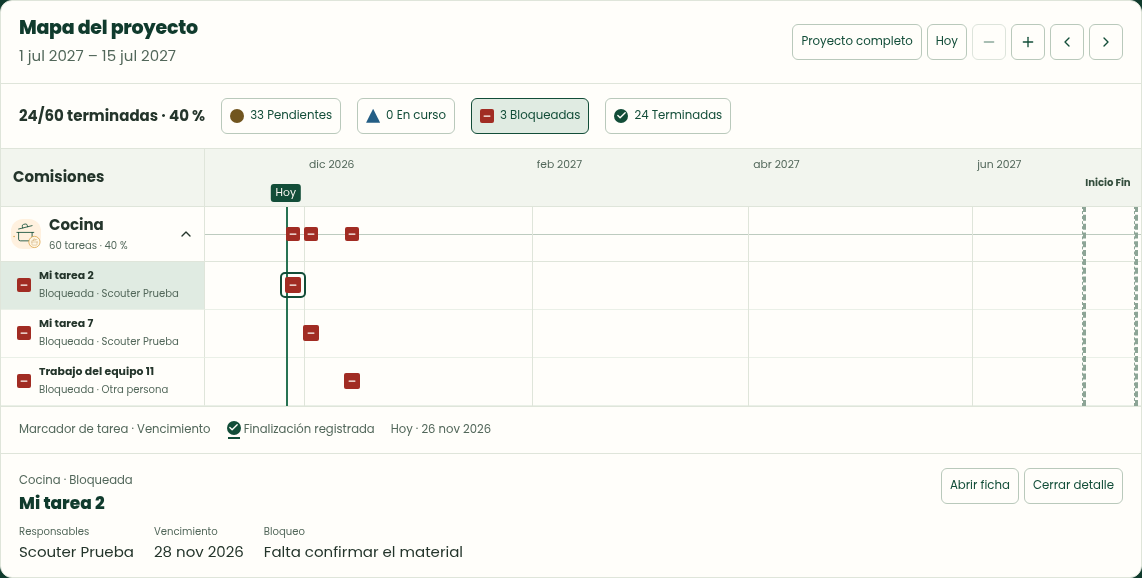 Mapa del proyecto
1 jul 2027 – 15 jul 2027
Proyecto completo
Hoy
24/60 terminadas · 40 %
33 Pendientes
0 En curso
3 Bloqueadas
24 Terminadas
Comisiones
dic 2026
feb 2027
abr 2027
jun 2027
Hoy
Inicio Fin
Cocina
60 tareas · 40 %
Mi tarea 2
Bloqueada · Scouter Prueba
Mi tarea 7
Bloqueada · Scouter Prueba
Trabajo del equipo 11
Bloqueada · Otra persona
Marcador de tarea · Vencimiento
Finalización registrada
Hoy · 26 nov 2026
Cocina · Bloqueada
Mi tarea 2
Abrir ficha
Cerrar detalle
Responsables
Scouter Prueba
Vencimiento
28 nov 2026
Bloqueo
Falta confirmar el material